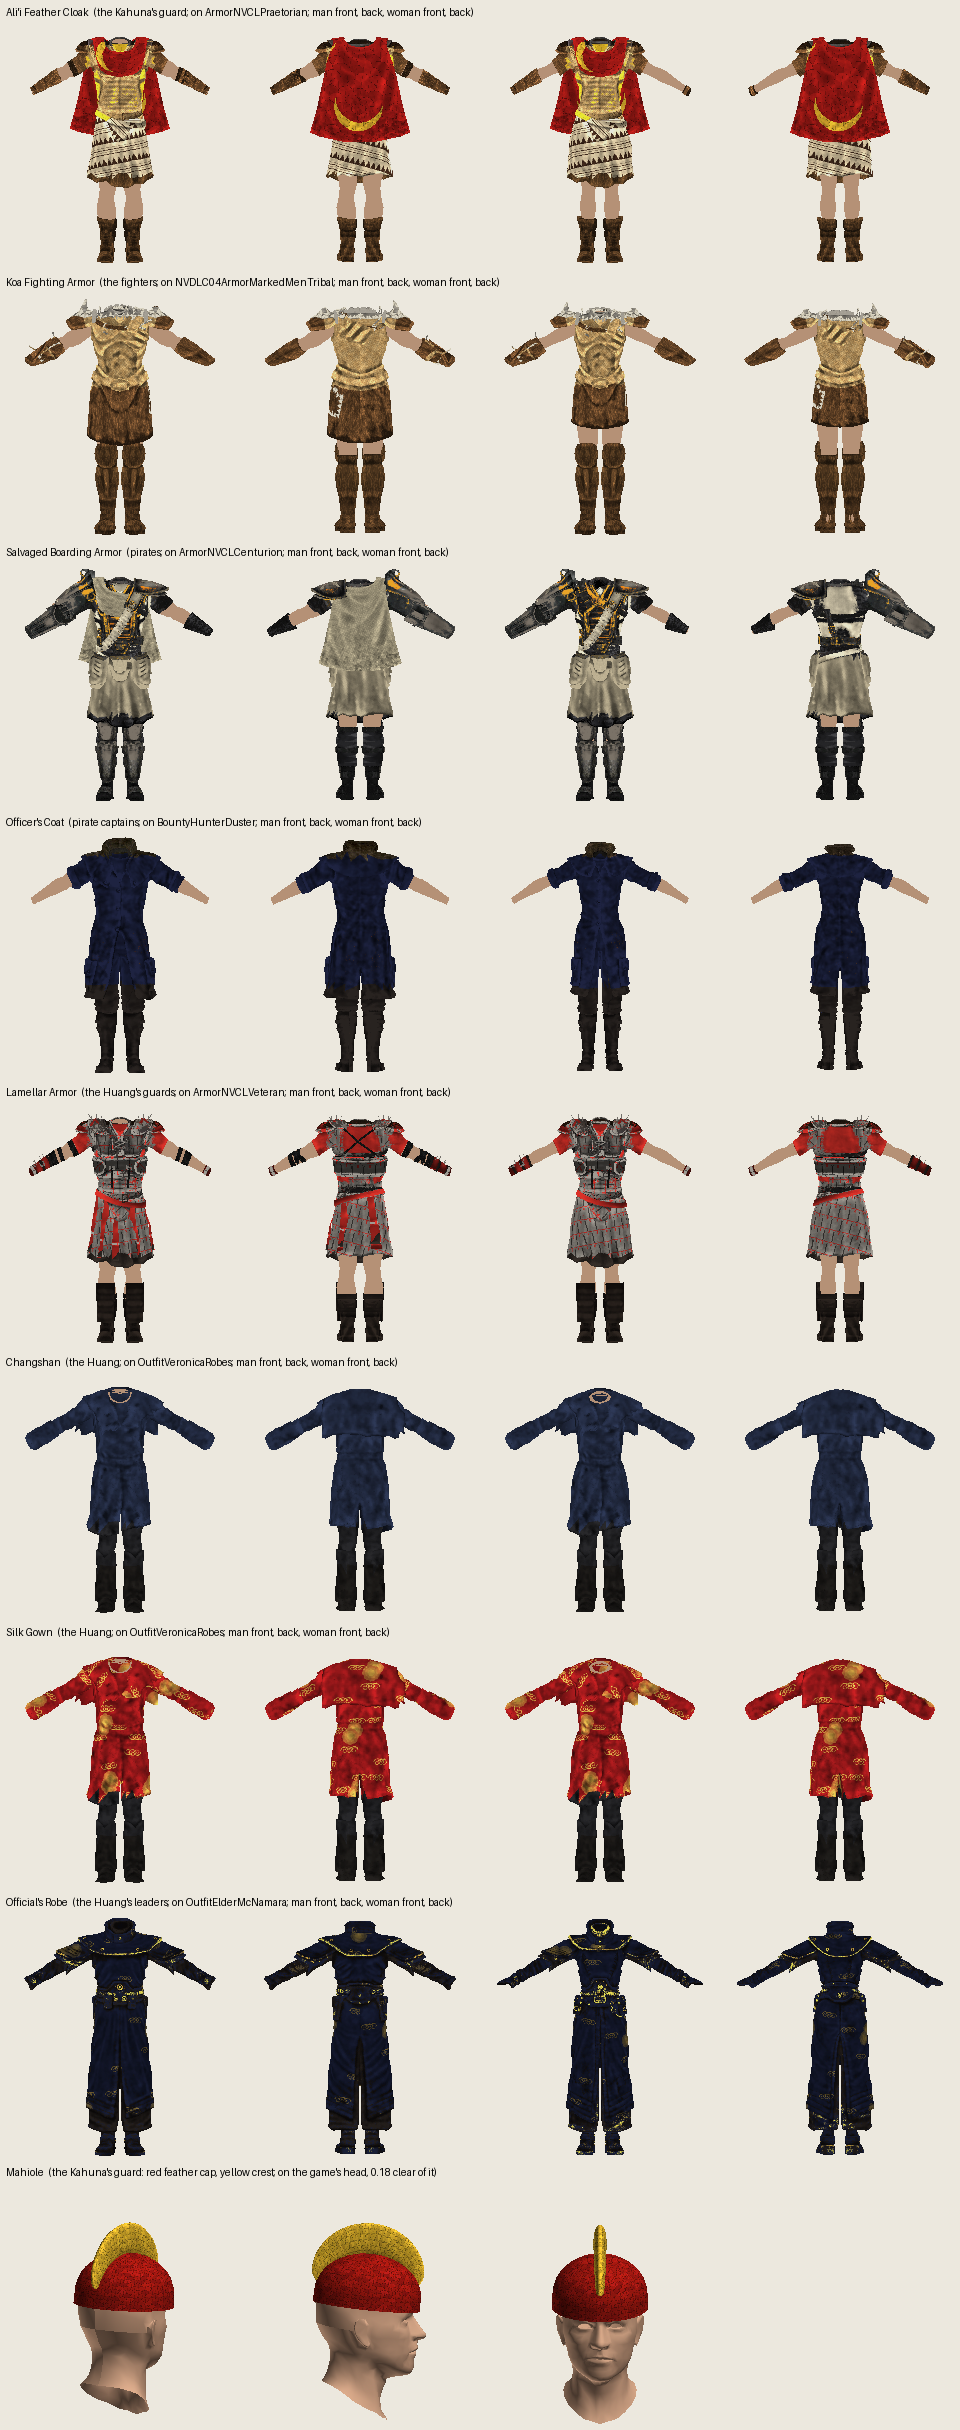 Ali'i Feather Cloak (the Kahuna's guard; on ArmorNVCLPraetorian; man front, back, woman front, back)
Koa Fighting Armor (the fighters; on NVDLC04ArmorMarkedMenTribal; man front, back, woman front, back)
Salvaged Boarding Armor (pirates; on ArmorNVCLCenturion; man front, back, woman front, back)
Officer's Coat (pirate captains; on BountyHunterDuster; man front, back, woman front, back)
Lamellar Armor (the Huang's guards; on ArmorNVCLVeteran; man front, back, woman front, back)
Changshan (the Huang; on OutfitVeronicaRobes; man front, back, woman front, back)
Silk Gown (the Huang; on OutfitVeronicaRobes; man front, back, woman front, back)
Official's Robe (the Huang's leaders; on OutfitElderMcNamara; man front, back, woman front, back)
Mahiole (the Kahuna's guard: red feather cap, yellow crest; on the game's head, 0.18 clear of it)